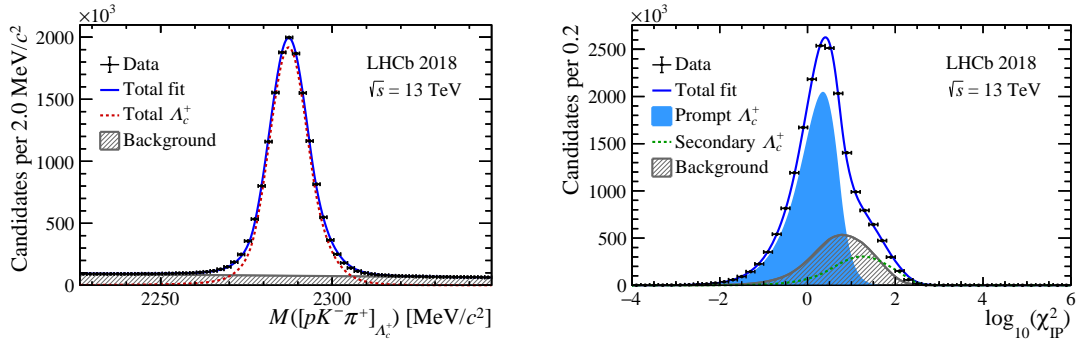 ×10³
2000
1500
1000
500
0
Candidates per 2.0 MeV/c²
Data
Total fit
Total Λc⁺
Background
LHCb 2018
√s = 13 TeV
2250
2300
M([pK⁻π⁺]Λc⁺) [MeV/c²]
×10³
2500
2000
1500
1000
500
0
Candidates per 0.2
Data
Total fit
Prompt Λc⁺
Secondary Λc⁺
Background
LHCb 2018
√s = 13 TeV
−4
−2
0
2
4
6
log₁₀(χ²IP)